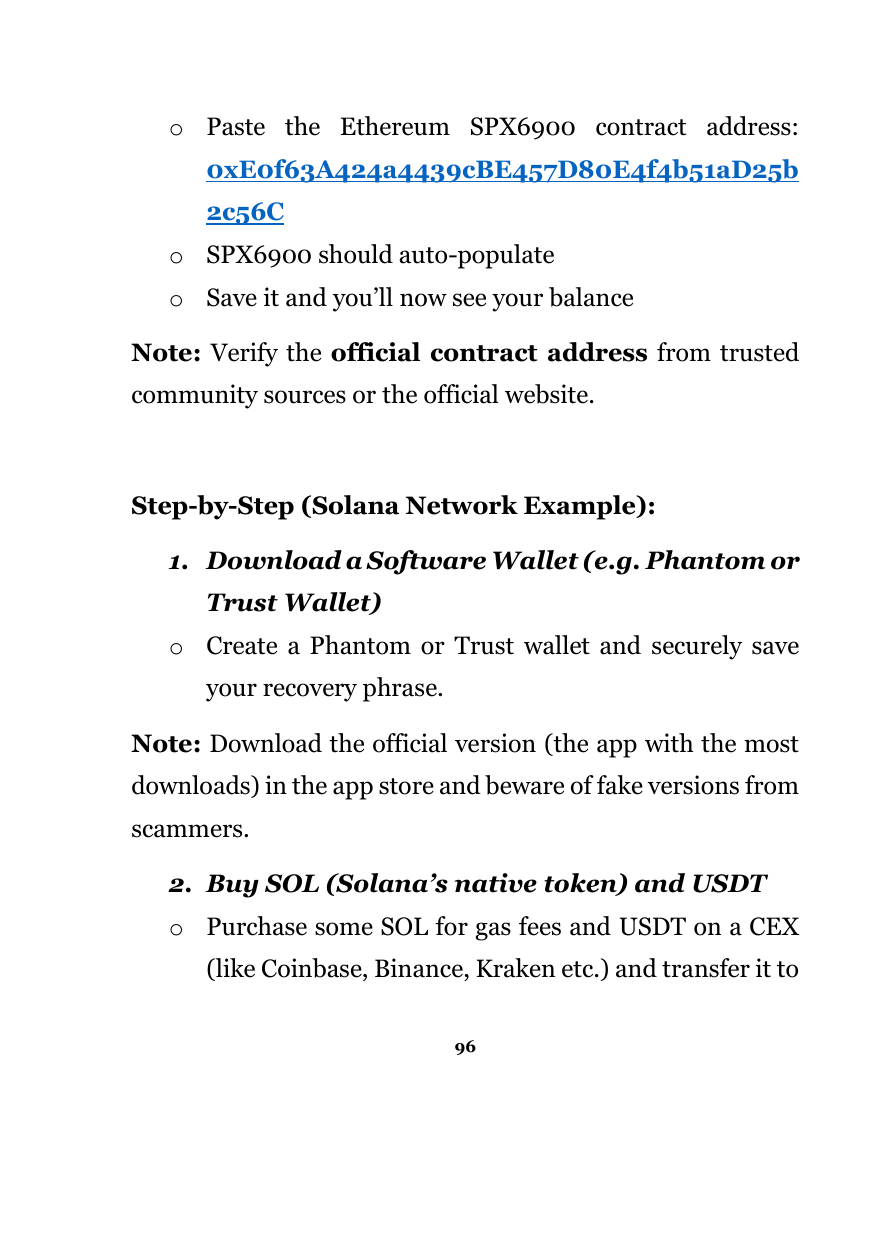 o Paste the Ethereum SPX6900 contract address:
0xE0f63A424a4439cBE457D80E4f4b51aD25b
2c56C
o SPX6900 should auto-populate
o Save it and you’ll now see your balance
Note: Verify the official contract address from trusted
community sources or the official website.
Step-by-Step (Solana Network Example):
1. Download a Software Wallet (e.g. Phantom or
Trust Wallet)
o Create a Phantom or Trust wallet and securely save
your recovery phrase.
Note: Download the official version (the app with the most
downloads) in the app store and beware of fake versions from
scammers.
2. Buy SOL (Solana’s native token) and USDT
o Purchase some SOL for gas fees and USDT on a CEX
(like Coinbase, Binance, Kraken etc.) and transfer it to
96